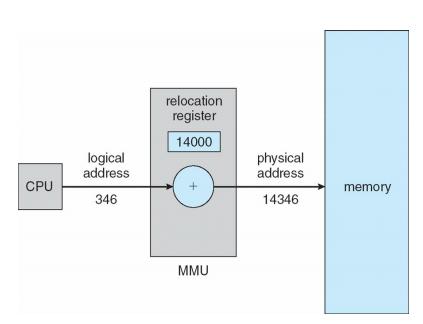 relocation
register
14000
logical
address
346
physical
address
14346
CPU
+
memory
MMU